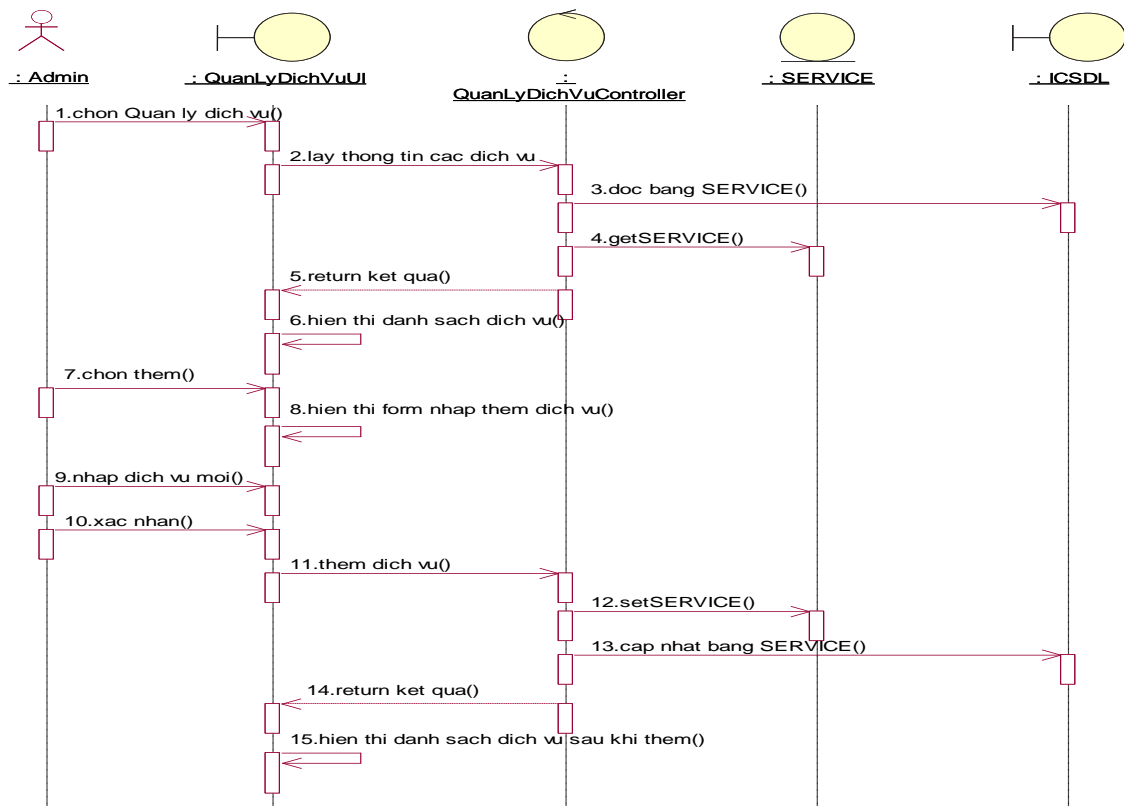 : Admin
: QuanLyDichVuUI
:
QuanLyDichVuController
: SERVICE
: ICSDL
1.chon Quan ly dich vu()
2.lay thong tin cac dich vu
3.doc bang SERVICE()
4.getSERVICE()
5.return ket qua()
6.hien thi danh sach dich vu()
7.chon them()
8.hien thi form nhap them dich vu()
9.nhap dich vu moi()
10.xac nhan()
11.them dich vu()
12.setSERVICE()
13.cap nhat bang SERVICE()
14.return ket qua()
15.hien thi danh sach dich vu sau khi them()